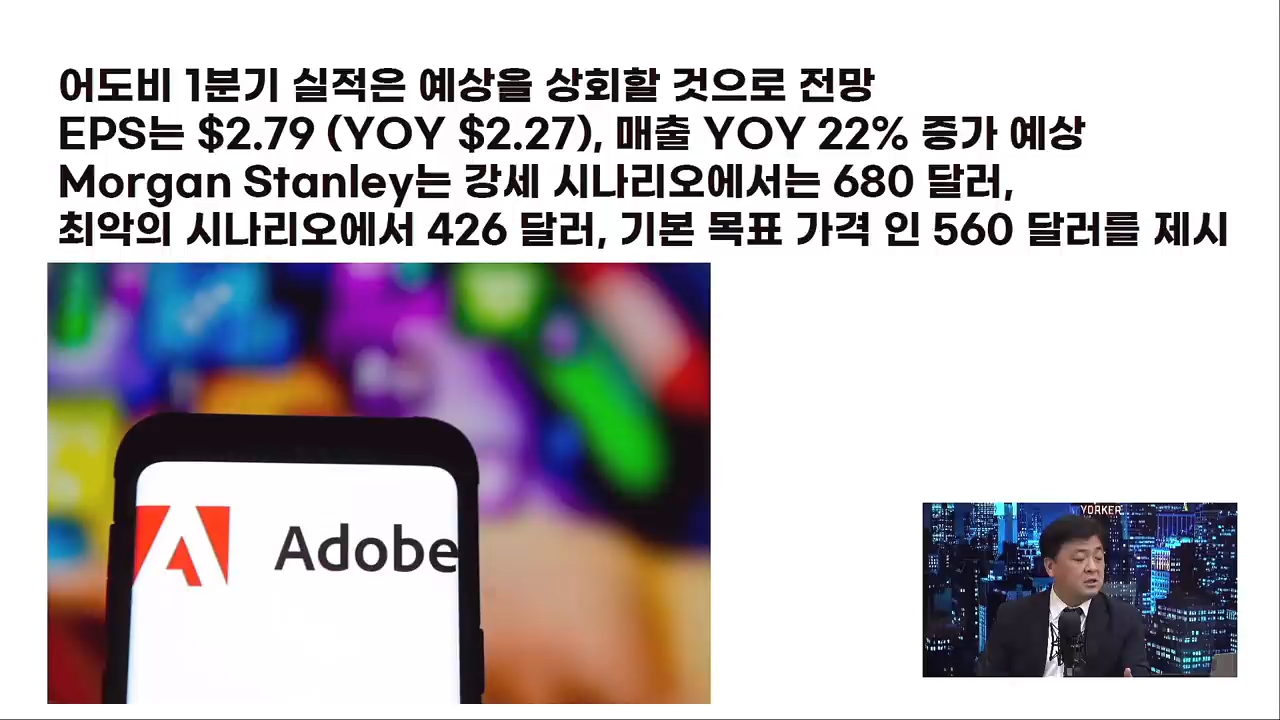 어도비 1분기 실적은 예상을 상회할 것으로 전망
EPS는 $2.79 (YOY $2.27), 매출 YOY 22% 증가 예상
Morgan Stanley는 강세 시나리오에서는 680 달러,
최악의 시나리오에서 426 달러, 기본 목표 가격 인 560 달러를 제시
Adobe
YORKER